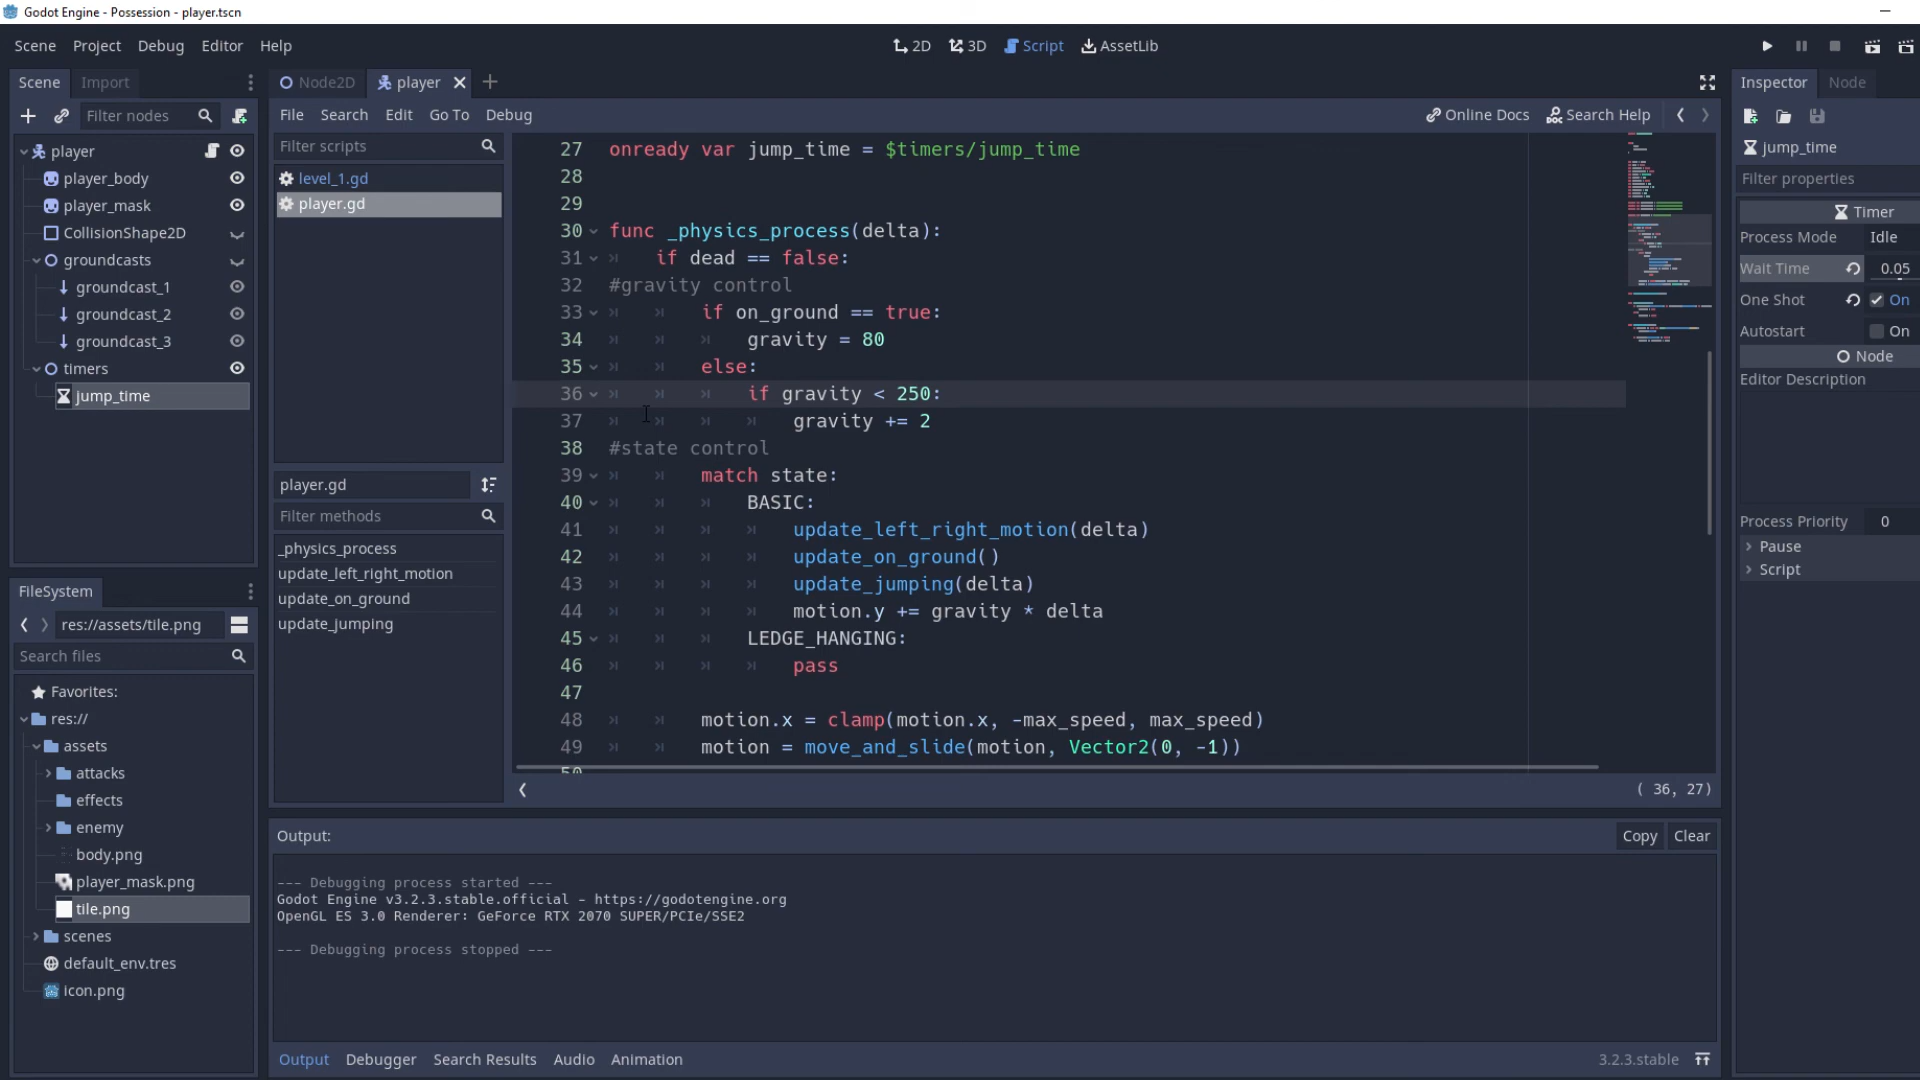 Godot Engine - Possession - player.tscn
Scene Project Debug Editor Help
2D 3D Script AssetLib
Scene Import
Filter nodes
player
player_body
player_mask
CollisionShape2D
groundcasts
groundcast_1
groundcast_2
groundcast_3
timers
jump_time
FileSystem
res://assets/tile.png
Search files
Favorites:
res://
assets
attacks
effects
enemy
body.png
player_mask.png
tile.png
scenes
default_env.tres
icon.png
Node2D player
File Search Edit Go To Debug
Online Docs Search Help
Filter scripts
level_1.gd
player.gd
player.gd
Filter methods
_physics_process
update_left_right_motion
update_on_ground
update_jumping
27 onready var jump_time = $timers/jump_time
28
29
30 func _physics_process(delta):
31 if dead == false:
32 #gravity control
33 if on_ground == true:
34 gravity = 80
35 else:
36 if gravity < 250:
37 gravity += 2
38 #state control
39 match state:
40 BASIC:
41 update_left_right_motion(delta)
42 update_on_ground()
43 update_jumping(delta)
44 motion.y += gravity * delta
45 LEDGE_HANGING:
46 pass
47
48 motion.x = clamp(motion.x, -max_speed, max_speed)
49 motion = move_and_slide(motion, Vector2(0, -1))
50
( 36, 27)
Output:
Copy Clear
--- Debugging process started ---
Godot Engine v3.2.3.stable.official - https://godotengine.org
OpenGL ES 3.0 Renderer: GeForce RTX 2070 SUPER/PCIe/SSE2
--- Debugging process stopped ---
Output Debugger Search Results Audio Animation
3.2.3.stable
Inspector Node
jump_time
Filter properties
Timer
Process Mode Idle
Wait Time 0.05
One Shot On
Autostart On
Node
Editor Description
Process Priority 0
Pause
Script